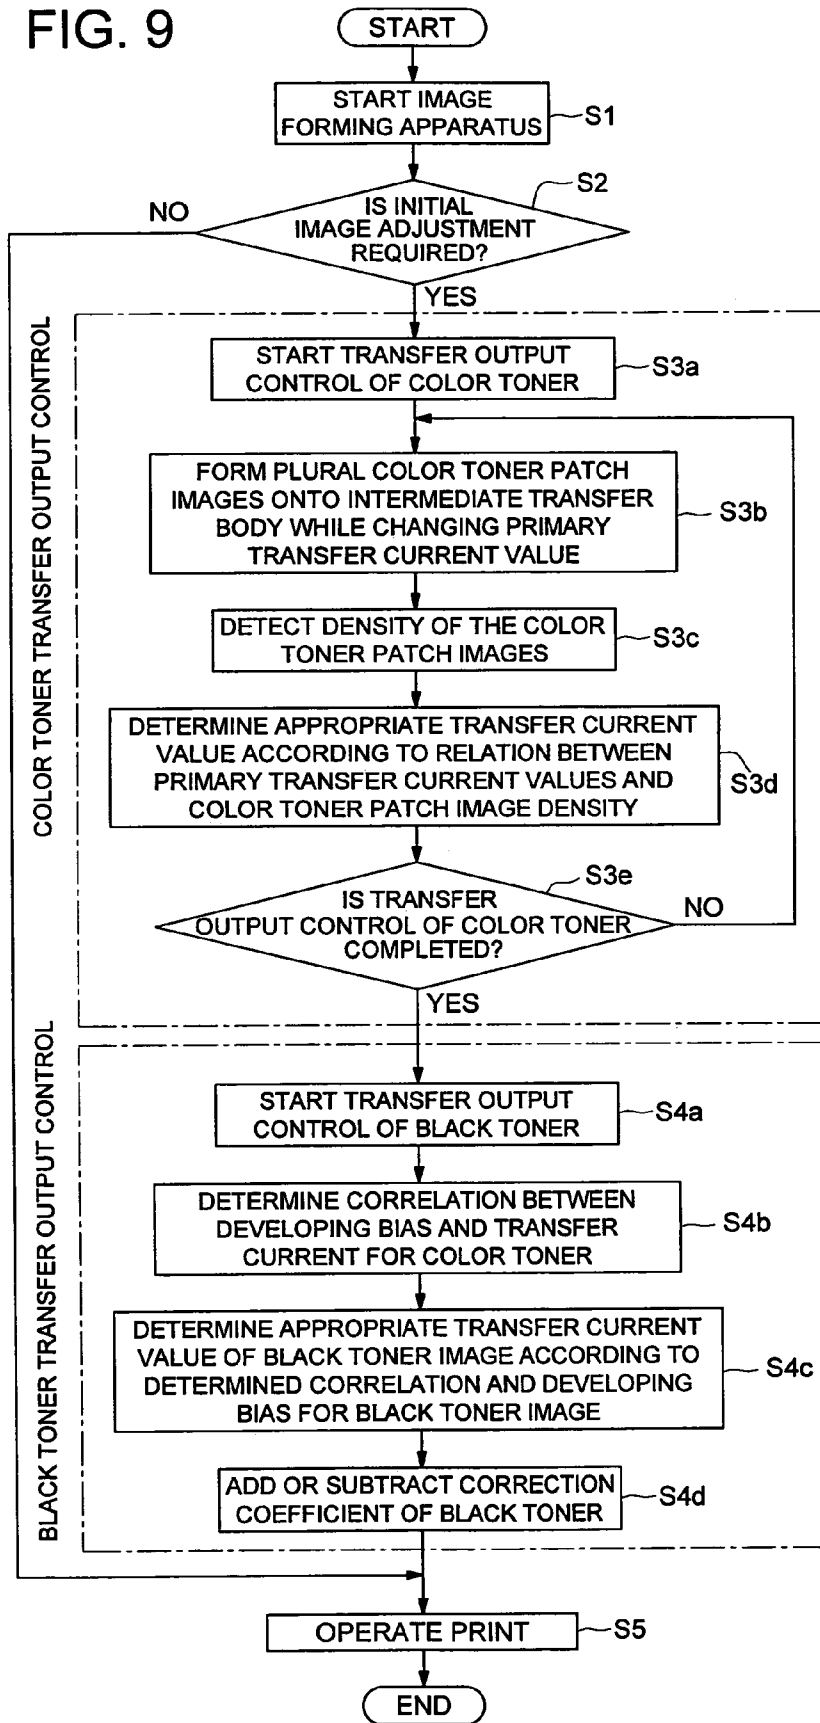 FIG. 9
START
START IMAGE
FORMING APPARATUS
S1
S2
IS INITIAL
IMAGE ADJUSTMENT
REQUIRED?
NO
YES
COLOR TONER TRANSFER OUTPUT CONTROL
START TRANSFER OUTPUT
CONTROL OF COLOR TONER
S3a
FORM PLURAL COLOR TONER PATCH
IMAGES ONTO INTERMEDIATE TRANSFER
BODY WHILE CHANGING PRIMARY
TRANSFER CURRENT VALUE
S3b
DETECT DENSITY OF THE COLOR
TONER PATCH IMAGES
S3c
DETERMINE APPROPRIATE TRANSFER CURRENT
VALUE ACCORDING TO RELATION BETWEEN
PRIMARY TRANSFER CURRENT VALUES AND
COLOR TONER PATCH IMAGE DENSITY
S3d
S3e
IS TRANSFER
OUTPUT CONTROL OF COLOR TONER
COMPLETED?
NO
YES
BLACK TONER TRANSFER OUTPUT CONTROL
START TRANSFER OUTPUT
CONTROL OF BLACK TONER
S4a
DETERMINE CORRELATION BETWEEN
DEVELOPING BIAS AND TRANSFER
CURRENT FOR COLOR TONER
S4b
DETERMINE APPROPRIATE TRANSFER CURRENT
VALUE OF BLACK TONER IMAGE ACCORDING TO
DETERMINED CORRELATION AND DEVELOPING
BIAS FOR BLACK TONER IMAGE
S4c
ADD OR SUBTRACT CORRECTION
COEFFICIENT OF BLACK TONER
S4d
OPERATE PRINT
S5
END